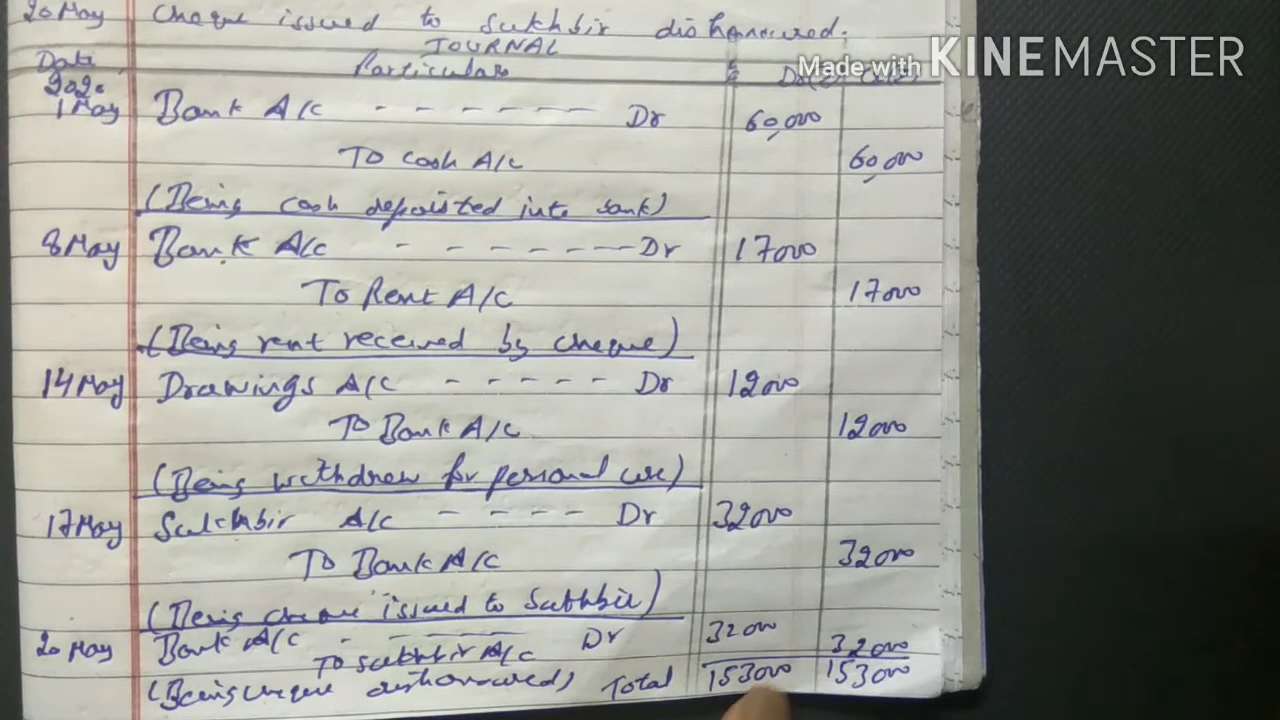 20 May cheque issued to Sukhbir dishonoured.
JOURNAL
Made with KINEMASTER
Date Particulars
2020
1 May Bank A/C - - - - - - - Dr 60,000
To Cash A/C 60,000
(Being cash deposited into bank)
8 May Bank A/C - - - - - - - Dr 17000
To Rent A/C 17000
(Being rent received by cheque)
14 May Drawings A/C - - - - - Dr 12000
To Bank A/C 12000
(Being withdrew for personal use)
17 May Sukhbir A/C - - - - Dr 32000
To Bank A/C 32000
(Being cheque issued to Sukhbir)
20 May Bank A/C - - - - - Dr 32000
To Sukhbir A/C 32000
(Being cheque dishonoured) Total 153000 153000